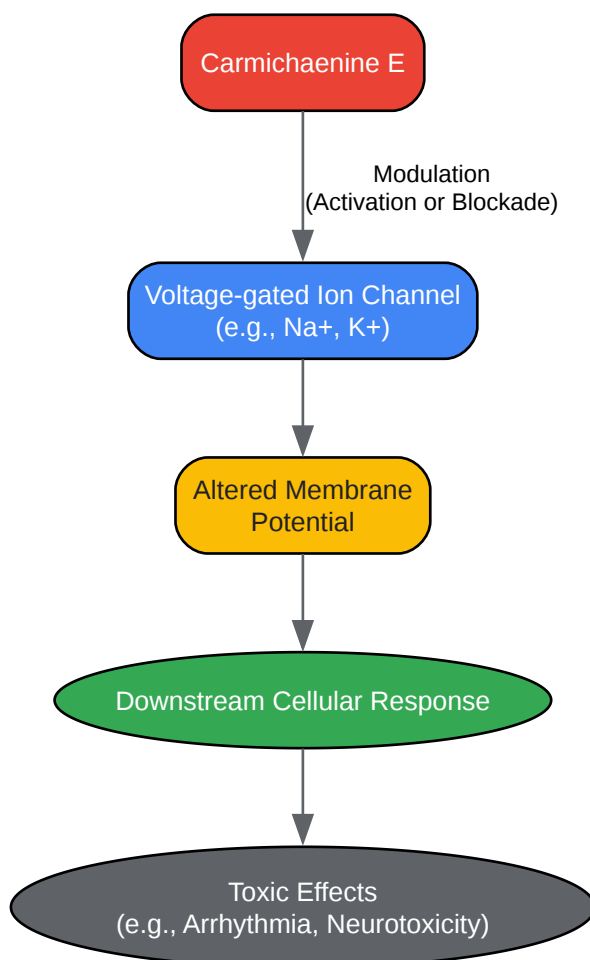 Carmichaenine E
Modulation
(Activation or Blockade)
Voltage-gated Ion Channel
(e.g., Na+, K+)
Altered Membrane
Potential
Downstream Cellular Response
Toxic Effects
(e.g., Arrhythmia, Neurotoxicity)